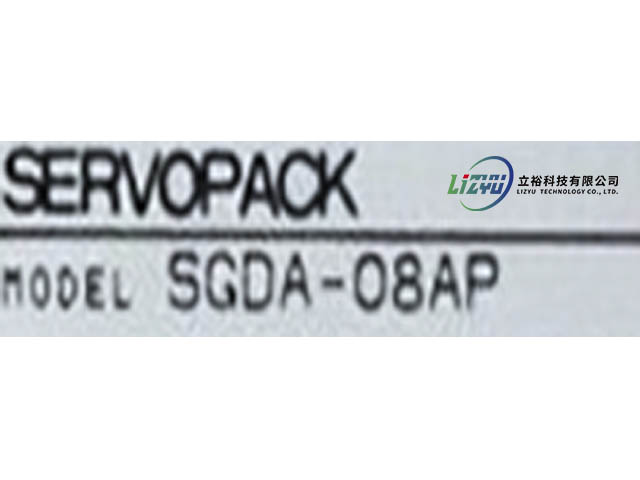 SERVOPACK
LIZYU 立裕科技有限公司
LIZYU TECHNOLOGY CO., LTD.
MODEL SGDA-08AP